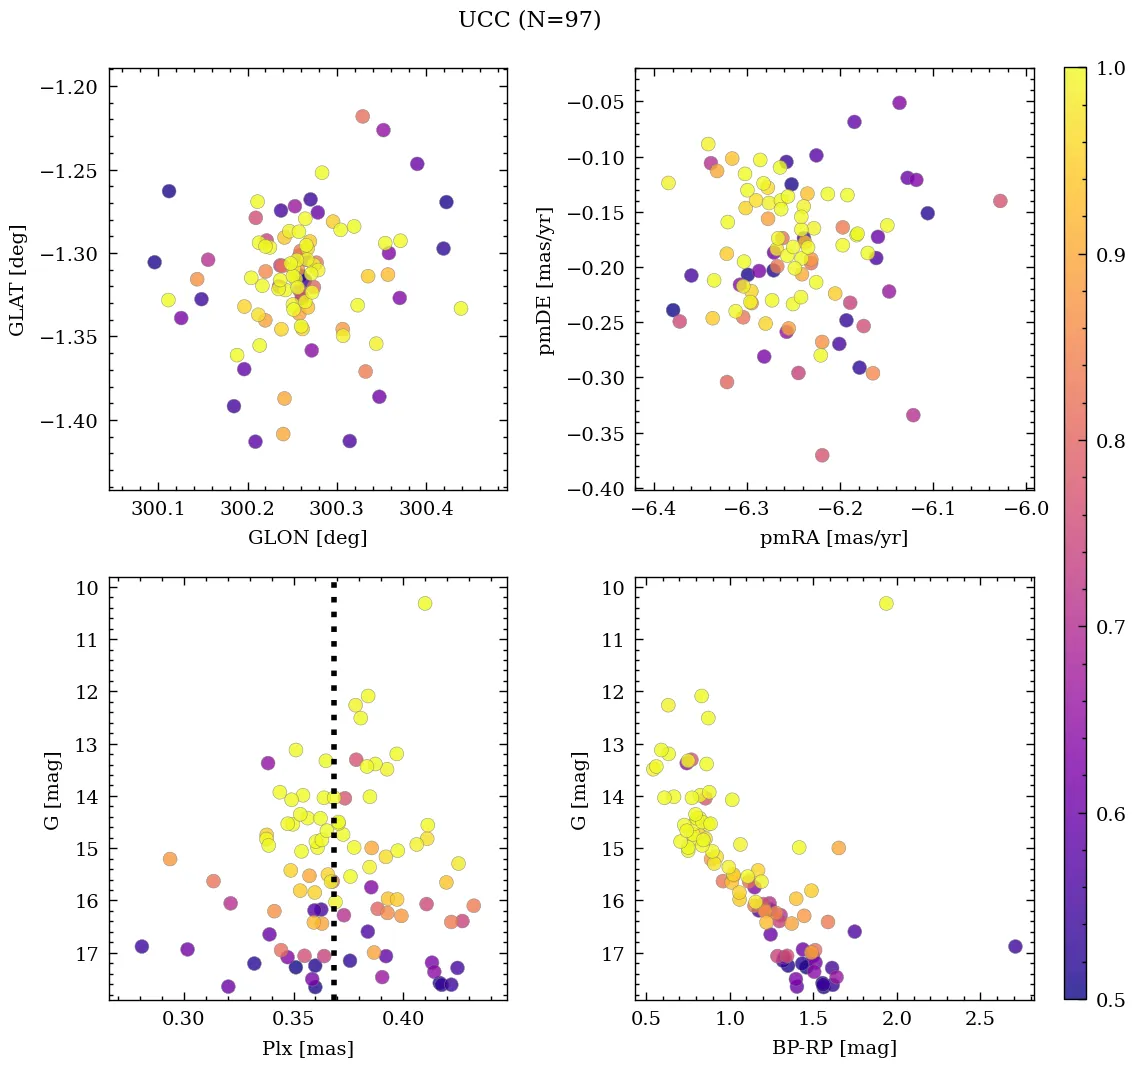 UCC (N=97)
−1.20
−1.25
−1.30
−1.35
−1.40
GLAT [deg]
300.1 300.2 300.3 300.4
GLON [deg]
−0.05
−0.10
−0.15
−0.20
−0.25
−0.30
−0.35
−0.40
pmDE [mas/yr]
−6.4 −6.3 −6.2 −6.1 −6.0
pmRA [mas/yr]
10
11
12
13
14
15
16
17
G [mag]
0.30 0.35 0.40
Plx [mas]
10
11
12
13
14
15
16
17
G [mag]
0.5 1.0 1.5 2.0 2.5
BP-RP [mag]
1.0
0.9
0.8
0.7
0.6
0.5